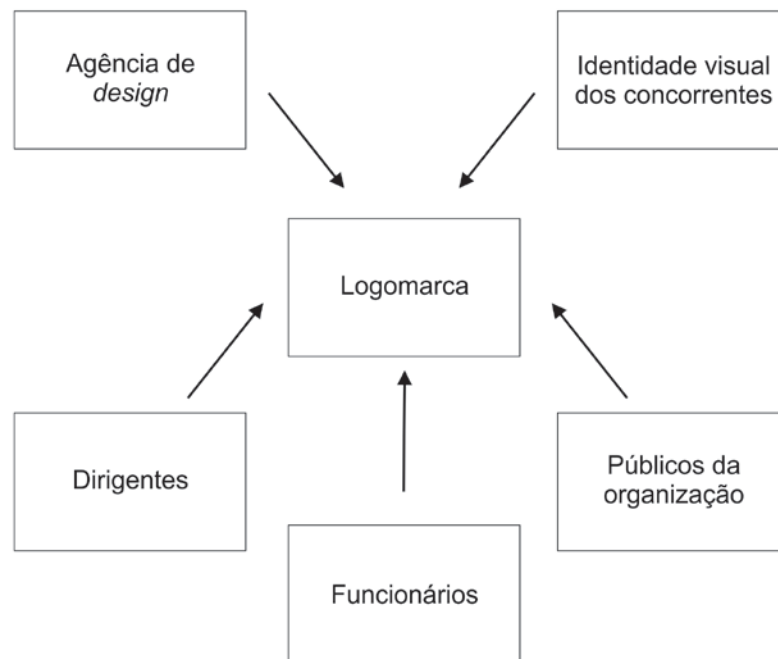 Agência de
design
Identidade visual
dos concorrentes
Logomarca
Dirigentes
Públicos da
organização
Funcionários